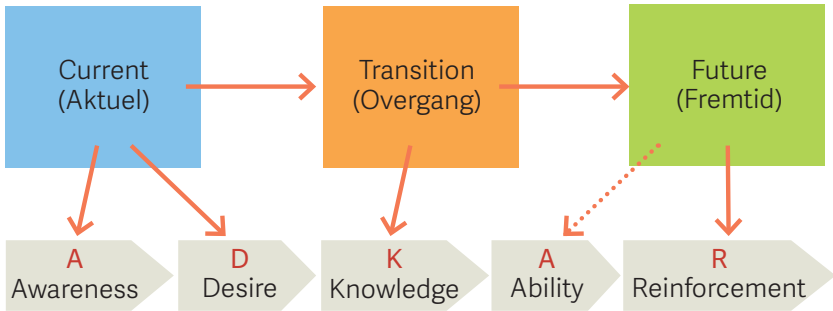 Current
(Aktuel)
Transition
(Overgang)
Future
(Fremtid)
A
Awareness
D
Desire
K
Knowledge
A
Ability
R
Reinforcement